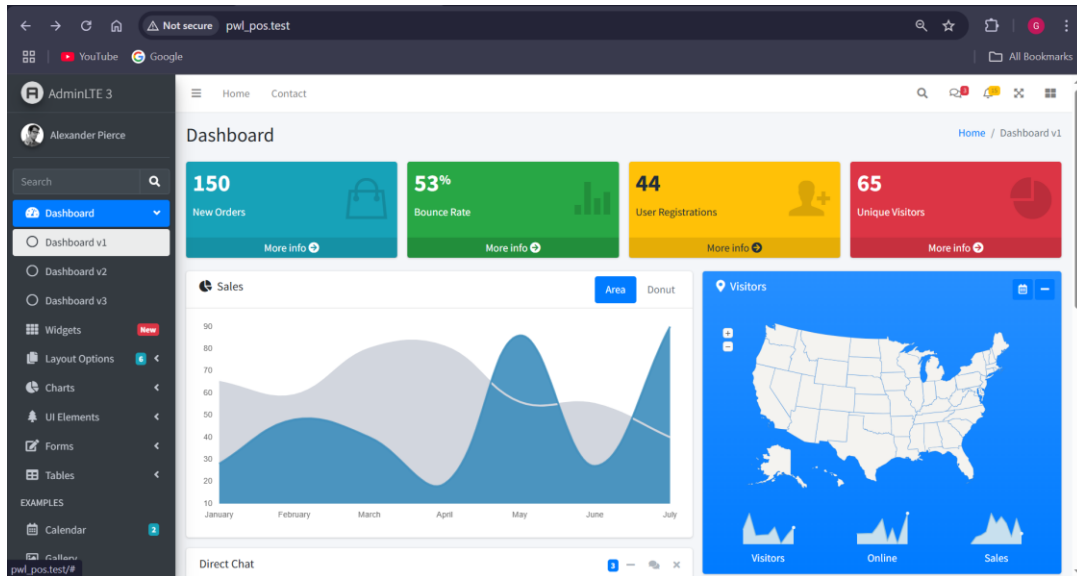 Not secure pwl_pos.test
G
YouTube Google All Bookmarks
AdminLTE 3
Home Contact
3
15
Alexander Pierce
Dashboard
Home / Dashboard v1
Search
Dashboard
Dashboard v1
Dashboard v2
Dashboard v3
Widgets New
Layout Options 6
Charts
UI Elements
Forms
Tables
EXAMPLES
Calendar 2
Gallery
pwl_pos.test/#
150
New Orders
More info
53%
Bounce Rate
More info
44
User Registrations
More info
65
Unique Visitors
More info
Sales
Area Donut
90
80
70
60
50
40
30
20
10
January February March April May June July
Visitors
+
−
Visitors Online Sales
Direct Chat 3